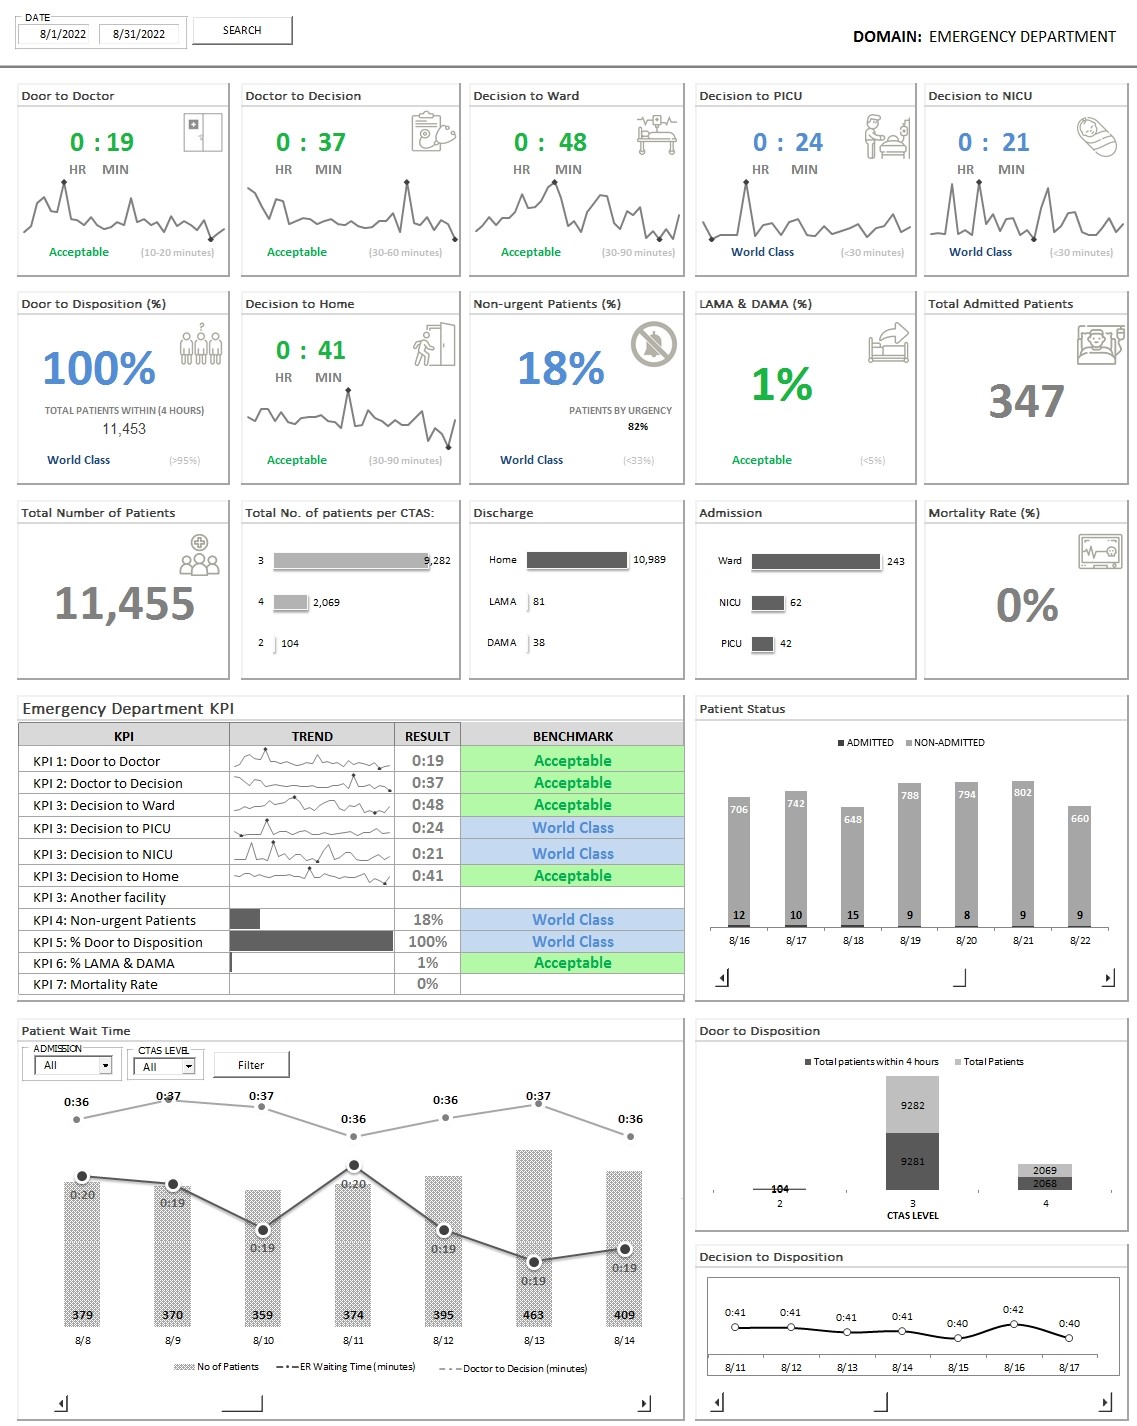 DATE
8/1/2022 8/31/2022 SEARCH
DOMAIN: EMERGENCY DEPARTMENT
Door to Doctor
0 : 19
HR MIN
Acceptable (10-20 minutes)
Doctor to Decision
0 : 37
HR MIN
Acceptable (30-60 minutes)
Decision to Ward
0 : 48
HR MIN
Acceptable (30-90 minutes)
Decision to PICU
0 : 24
HR MIN
World Class (<30 minutes)
Decision to NICU
0 : 21
HR MIN
World Class (<30 minutes)
Door to Disposition (%)
?
100%
TOTAL PATIENTS WITHIN (4 HOURS)
11,453
World Class (>95%)
Decision to Home
0 : 41
HR MIN
Acceptable (30-90 minutes)
Non-urgent Patients (%)
18%
PATIENTS BY URGENCY
82%
World Class (<33%)
LAMA & DAMA (%)
1%
Acceptable (<5%)
Total Admitted Patients
347
Total Number of Patients
11,455
Total No. of patients per CTAS:
3 9,282
4 2,069
2 104
Discharge
Home 10,989
LAMA 81
DAMA 38
Admission
Ward 243
NICU 62
PICU 42
Mortality Rate (%)
0%
Emergency Department KPI
KPI TREND RESULT BENCHMARK
KPI 1: Door to Doctor 0:19 Acceptable
KPI 2: Doctor to Decision 0:37 Acceptable
KPI 3: Decision to Ward 0:48 Acceptable
KPI 3: Decision to PICU 0:24 World Class
KPI 3: Decision to NICU 0:21 World Class
KPI 3: Decision to Home 0:41 Acceptable
KPI 3: Another facility
KPI 4: Non-urgent Patients 18% World Class
KPI 5: % Door to Disposition 100% World Class
KPI 6: % LAMA & DAMA 1% Acceptable
KPI 7: Mortality Rate 0%
Patient Status
ADMITTED NON-ADMITTED
706 742 648 788 794 802 660
12 10 15 9 8 9 9
8/16 8/17 8/18 8/19 8/20 8/21 8/22
Patient Wait Time
ADMISSION CTAS LEVEL
All All Filter
0:36 0:37 0:37 0:36 0:36 0:37 0:36
0:20 0:19 0:19 0:20 0:19 0:19 0:19
379 370 359 374 395 463 409
8/8 8/9 8/10 8/11 8/12 8/13 8/14
No of Patients ER Waiting Time (minutes) Doctor to Decision (minutes)
Door to Disposition
Total patients within 4 hours Total Patients
9282
9281
2069
2068
104
2 3 4
CTAS LEVEL
Decision to Disposition
0:41 0:41 0:41 0:41 0:40 0:42 0:40
8/11 8/12 8/13 8/14 8/15 8/16 8/17